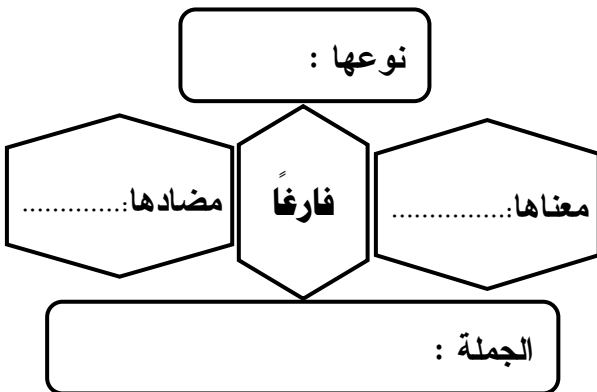 نوعها :
معناها:...............
فارغًا
مضادها:.............
الجملة :